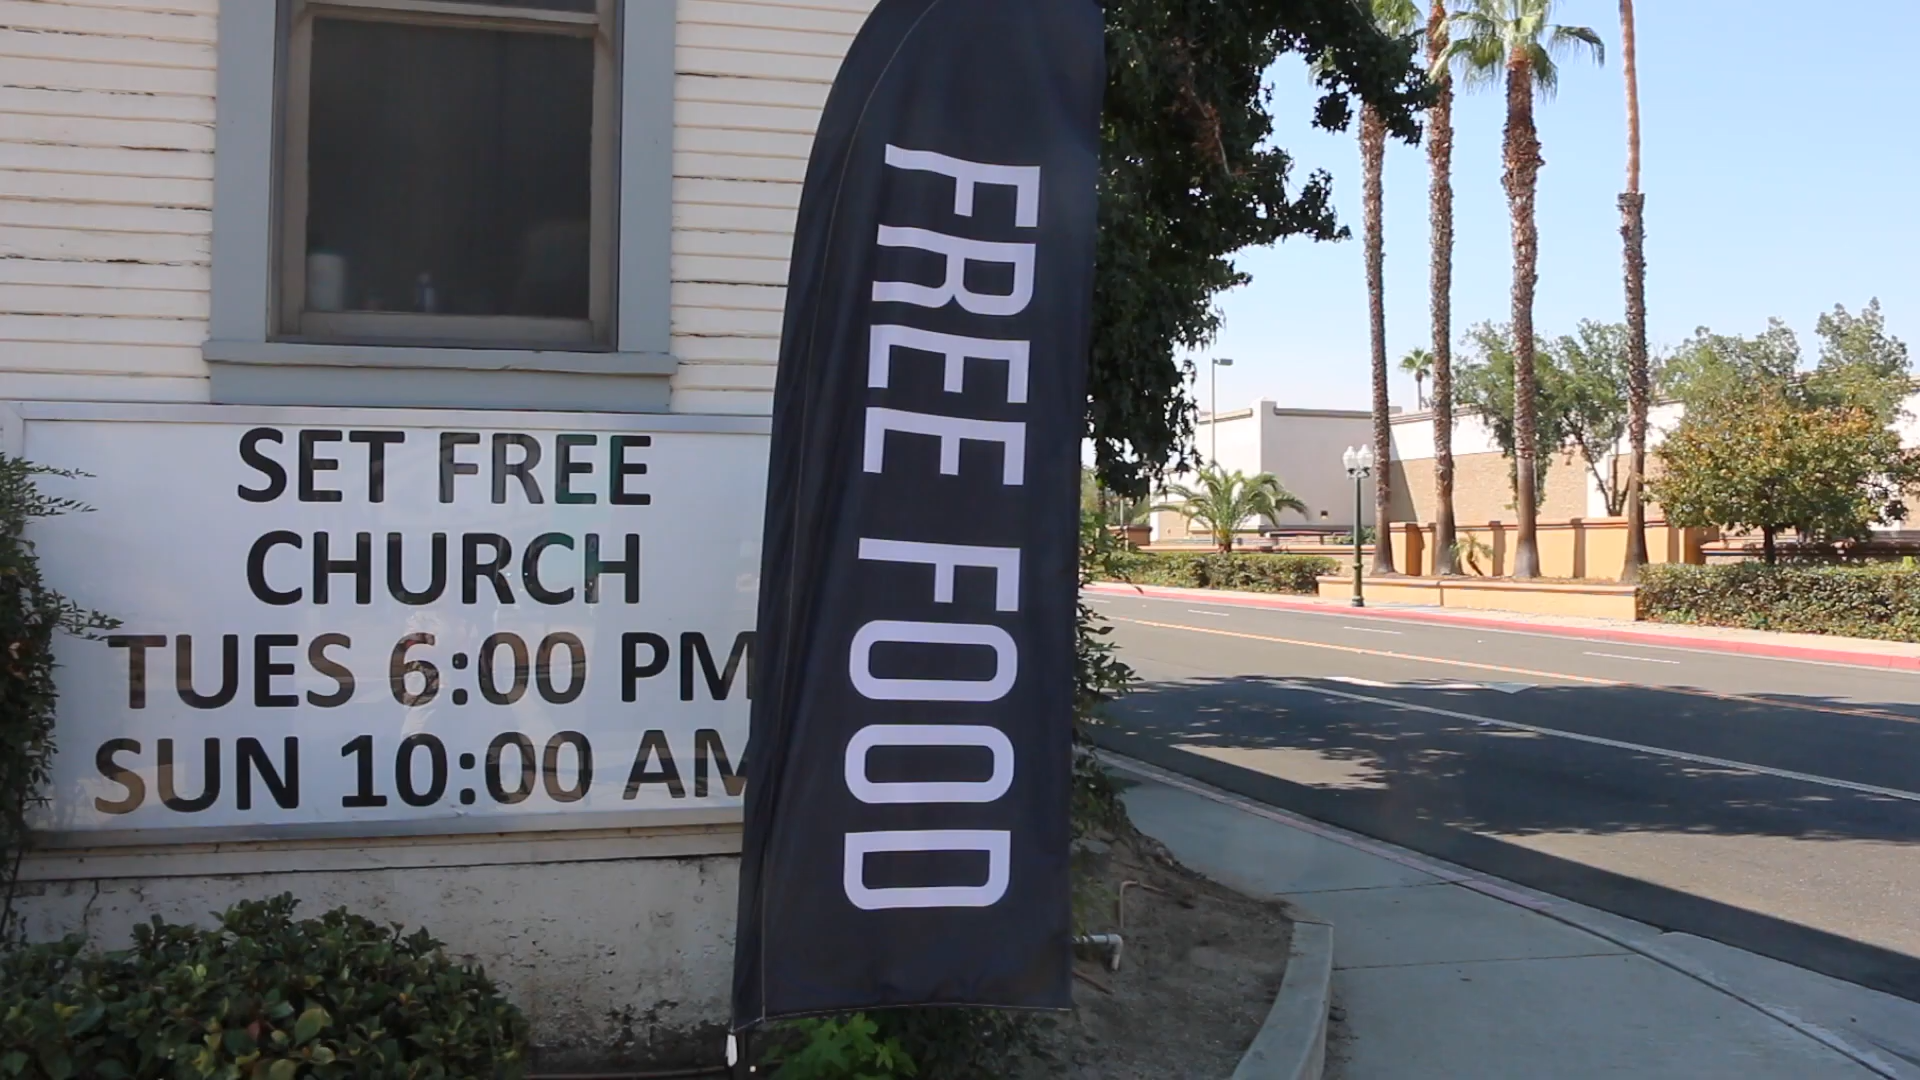 SET FREE
CHURCH
TUES 6:00 PM
SUN 10:00 AM
FREE FOOD